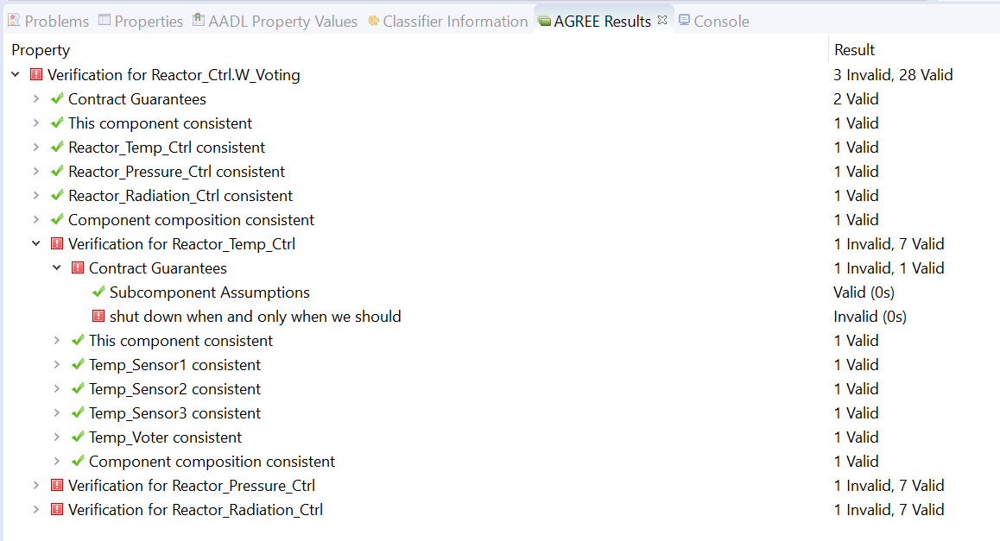 Problems Properties AADL Property Values Classifier Information AGREE Results Console
Property Result
Verification for Reactor_Ctrl.W_Voting 3 Invalid, 28 Valid
Contract Guarantees 2 Valid
This component consistent 1 Valid
Reactor_Temp_Ctrl consistent 1 Valid
Reactor_Pressure_Ctrl consistent 1 Valid
Reactor_Radiation_Ctrl consistent 1 Valid
Component composition consistent 1 Valid
Verification for Reactor_Temp_Ctrl 1 Invalid, 7 Valid
Contract Guarantees 1 Invalid, 1 Valid
Subcomponent Assumptions Valid (0s)
shut down when and only when we should Invalid (0s)
This component consistent 1 Valid
Temp_Sensor1 consistent 1 Valid
Temp_Sensor2 consistent 1 Valid
Temp_Sensor3 consistent 1 Valid
Temp_Voter consistent 1 Valid
Component composition consistent 1 Valid
Verification for Reactor_Pressure_Ctrl 1 Invalid, 7 Valid
Verification for Reactor_Radiation_Ctrl 1 Invalid, 7 Valid